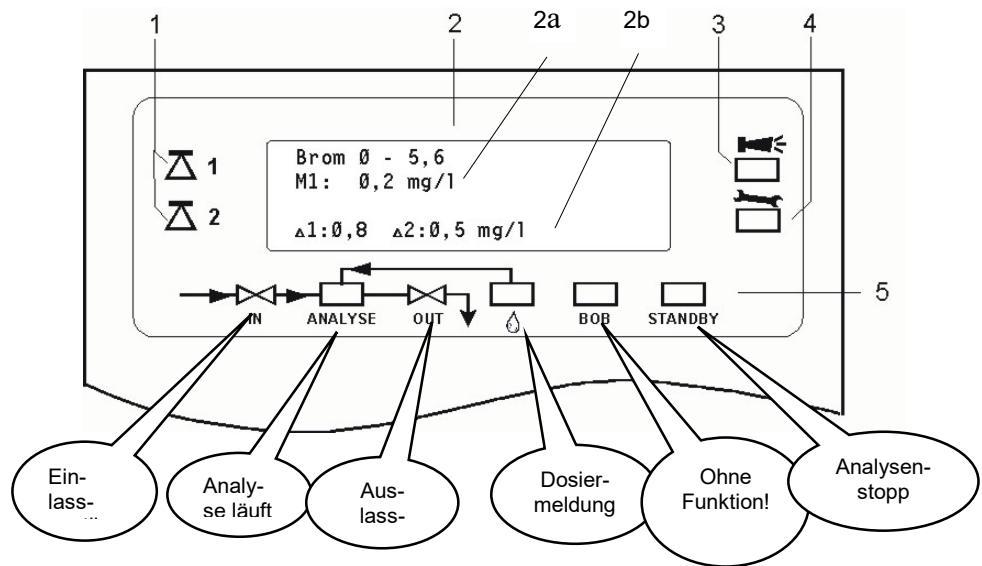 1 2 2a 2b 3 4
Brom Ø - 5,6
M1: Ø,2 mg/l
△1:Ø,8 △2:Ø,5 mg/l
1
2
5
IN ANALYSE OUT BOB STANDBY
Ein-
lass-
Analy-
se läuft
Aus-
lass-
Dosier-
meldung
Ohne
Funktion!
Analysen-
stopp